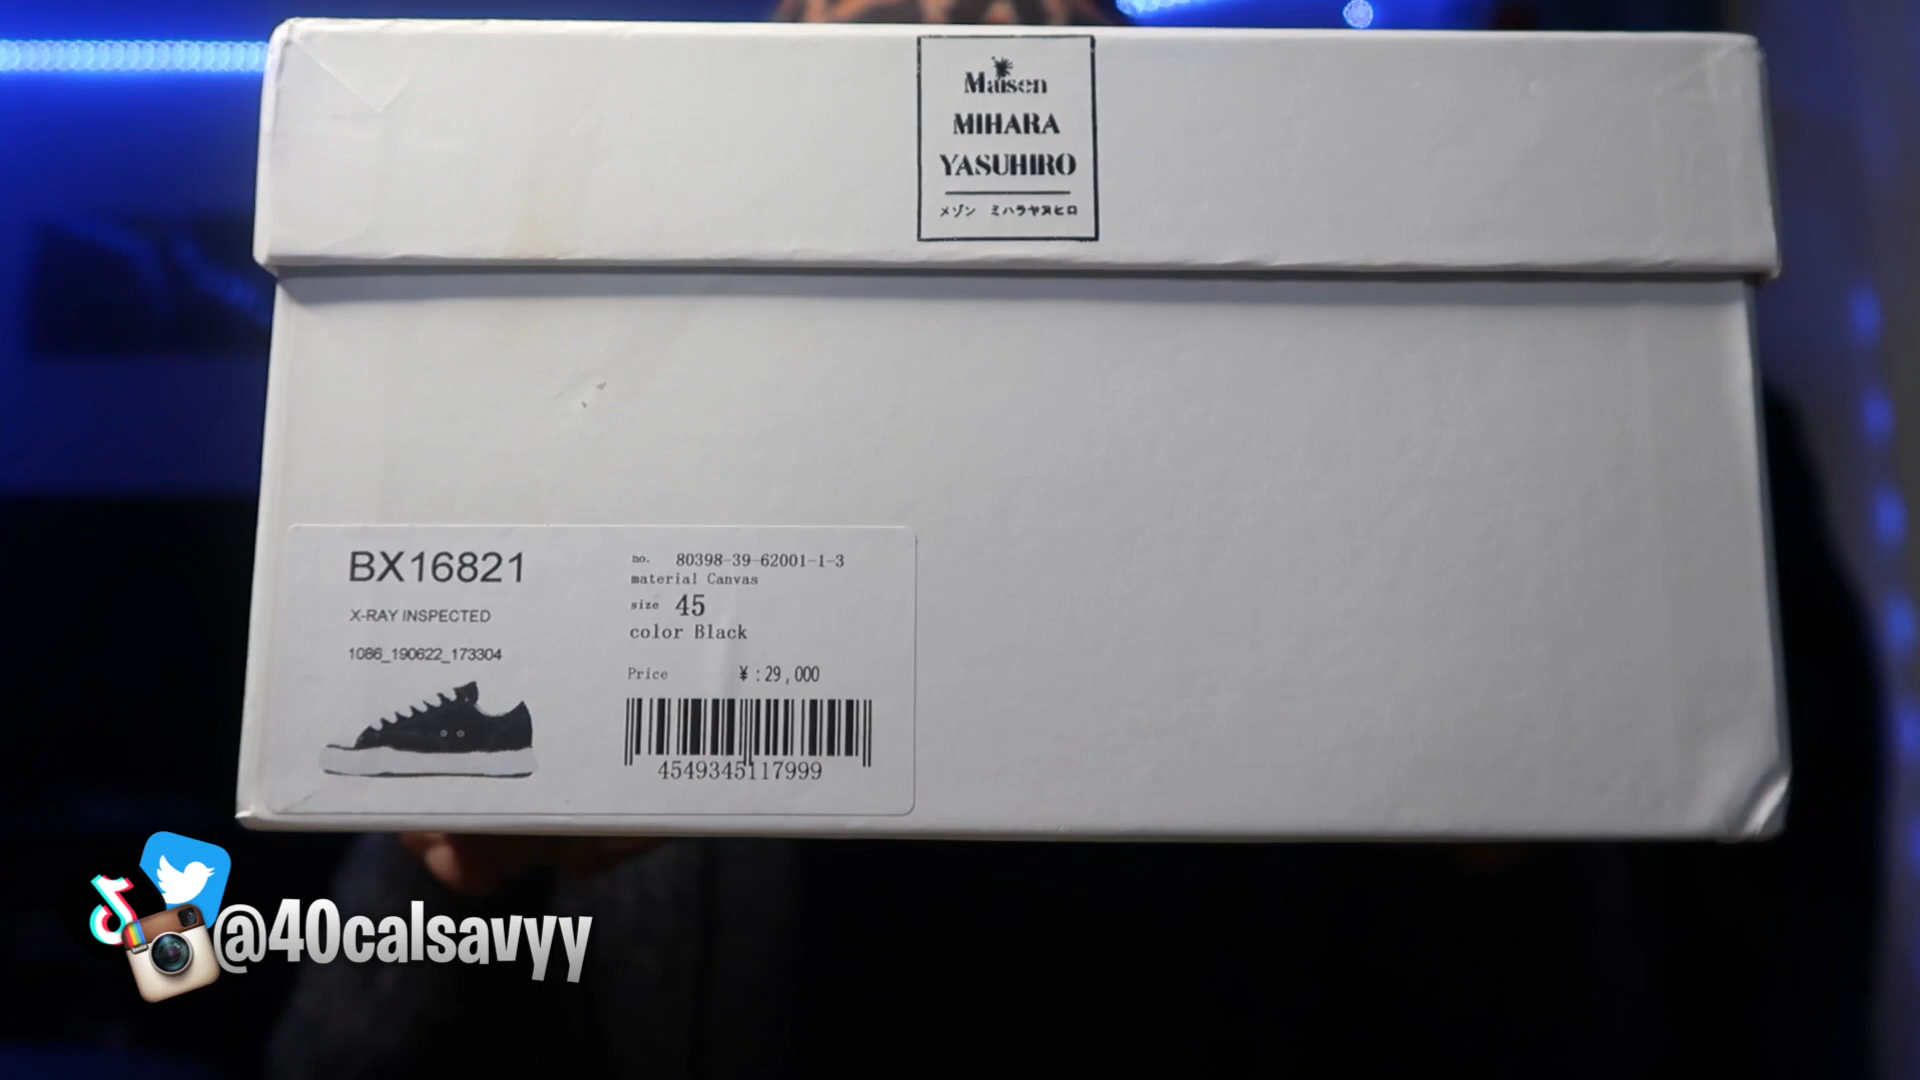 Maison
MIHARA
YASUHIRO
メゾン ミハラヤスヒロ
BX16821
X-RAY INSPECTED
1086_190622_173304
no. 80398-39-62001-1-3
material Canvas
size 45
color Black
Price ¥:29,000
4549345117999
@40calsavyy